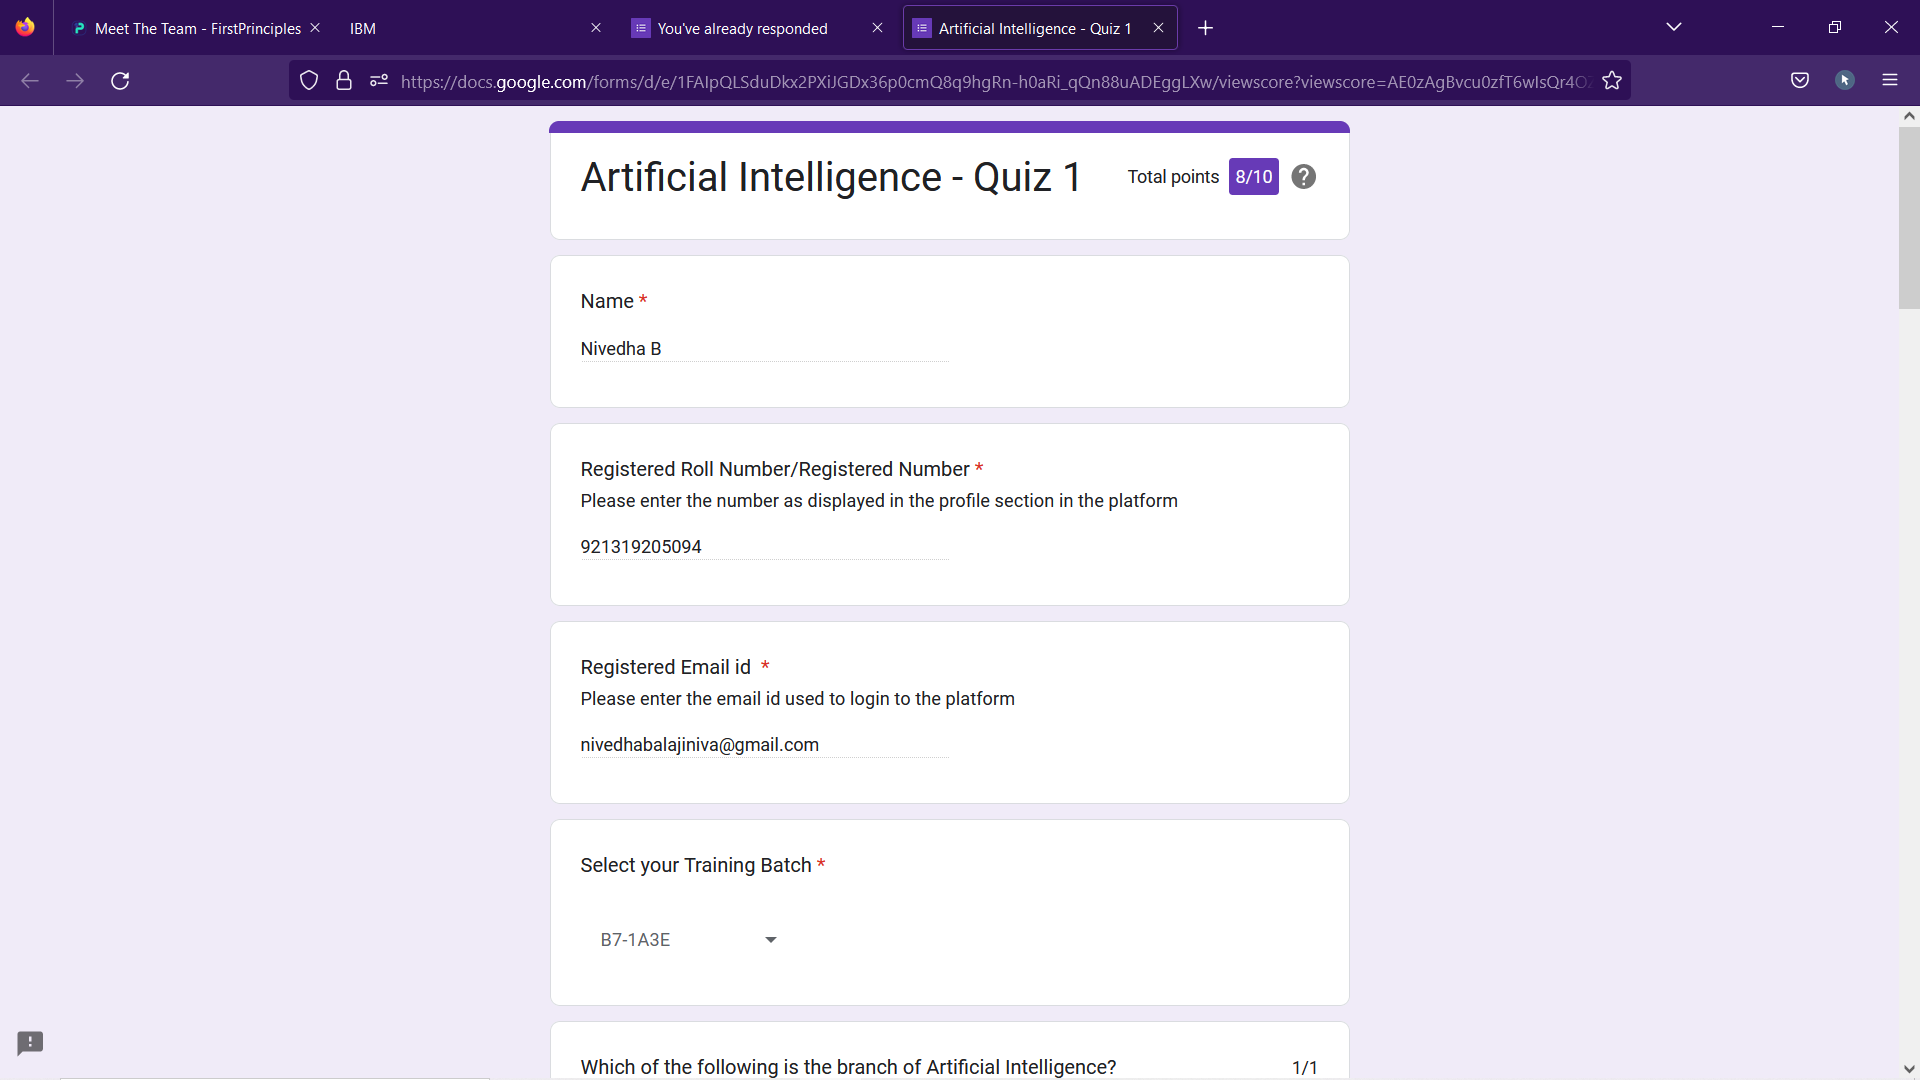 Meet The Team - FirstPrinciples
IBM
You've already responded
Artificial Intelligence - Quiz 1
https://docs.google.com/forms/d/e/1FAIpQLSduDkx2PXiJGDx36p0cmQ8q9hgRn-h0aRi_qQn88uADEggLXw/viewscore?viewscore=AE0zAgBvcu0zfT6wIsQr4O
Artificial Intelligence - Quiz 1
Total points 8/10
Name *
Nivedha B
Registered Roll Number/Registered Number *
Please enter the number as displayed in the profile section in the platform
921319205094
Registered Email id *
Please enter the email id used to login to the platform
nivedhabalajiniva@gmail.com
Select your Training Batch *
B7-1A3E
Which of the following is the branch of Artificial Intelligence? 1/1